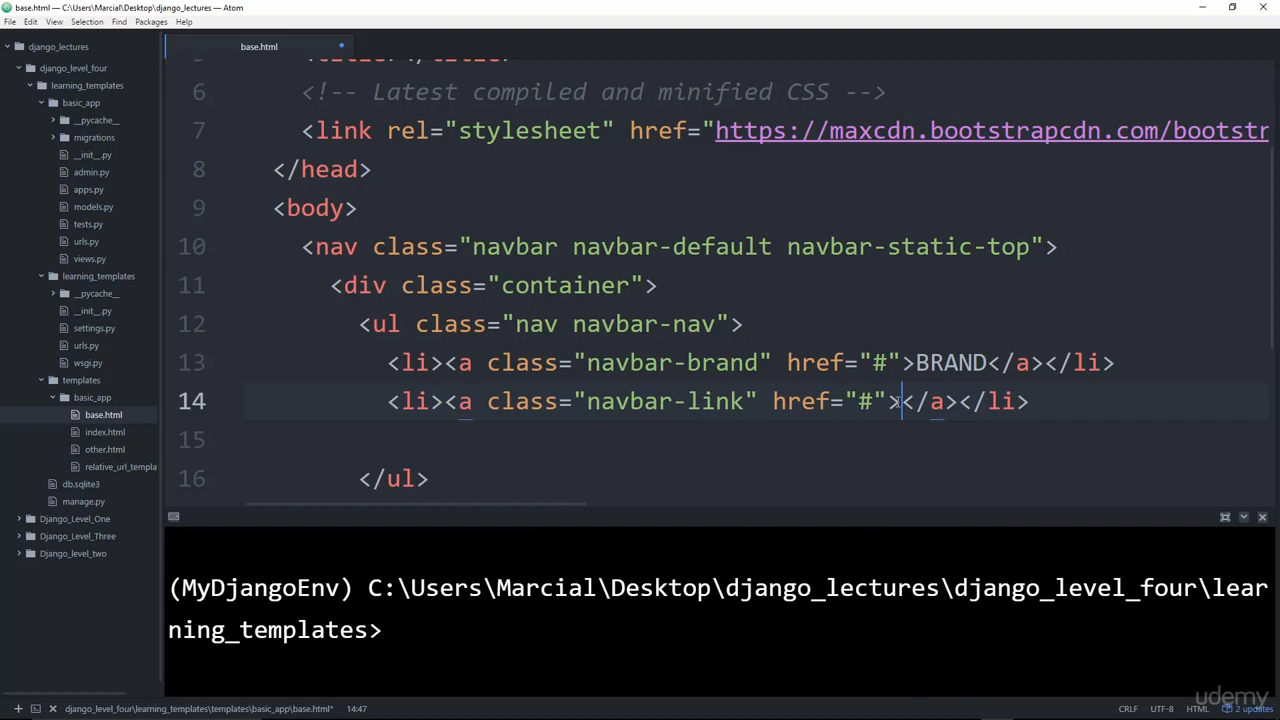 base.html — C:\Users\Marcial\Desktop\django_lectures — Atom
File Edit View Selection Find Packages Help
django_lectures
django_level_four
learning_templates
basic_app
__pycache__
migrations
__init__.py
admin.py
apps.py
models.py
tests.py
urls.py
views.py
learning_templates
__pycache__
__init__.py
settings.py
urls.py
wsgi.py
templates
basic_app
base.html
index.html
other.html
relative_url_templa
db.sqlite3
manage.py
Django_Level_One
Django_Level_Three
Django_level_two
base.html
6 <!-- Latest compiled and minified CSS -->
7 <link rel="stylesheet" href="https://maxcdn.bootstrapcdn.com/bootstr
8 </head>
9 <body>
10 <nav class="navbar navbar-default navbar-static-top">
11 <div class="container">
12 <ul class="nav navbar-nav">
13 <li><a class="navbar-brand" href="#">BRAND</a></li>
14 <li><a class="navbar-link" href="#"></a></li>
15
16 </ul>
(MyDjangoEnv) C:\Users\Marcial\Desktop\django_lectures\django_level_four\lear
ning_templates>
django_level_four\learning_templates\templates\basic_app\base.html* 14:47
CRLF UTF-8 HTML 2 updates
udemy